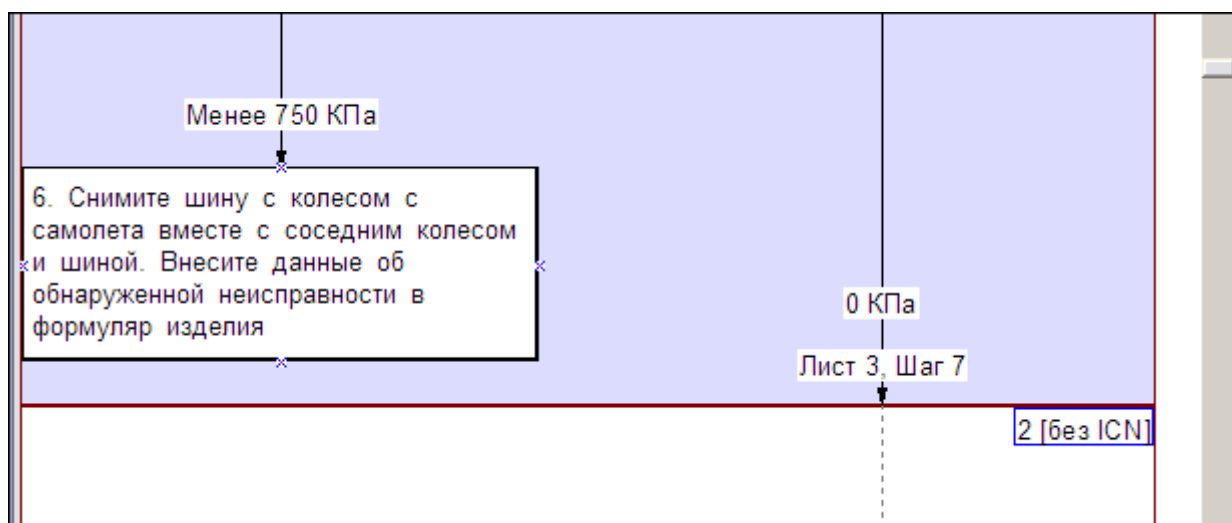 Менее 750 КПа
6. Снимите шину с колесом с
самолета вместе с соседним колесом
и шиной. Внесите данные об
обнаруженной неисправности в
формуляр изделия
0 КПа
Лист 3, Шаг 7
2 [без ICN]